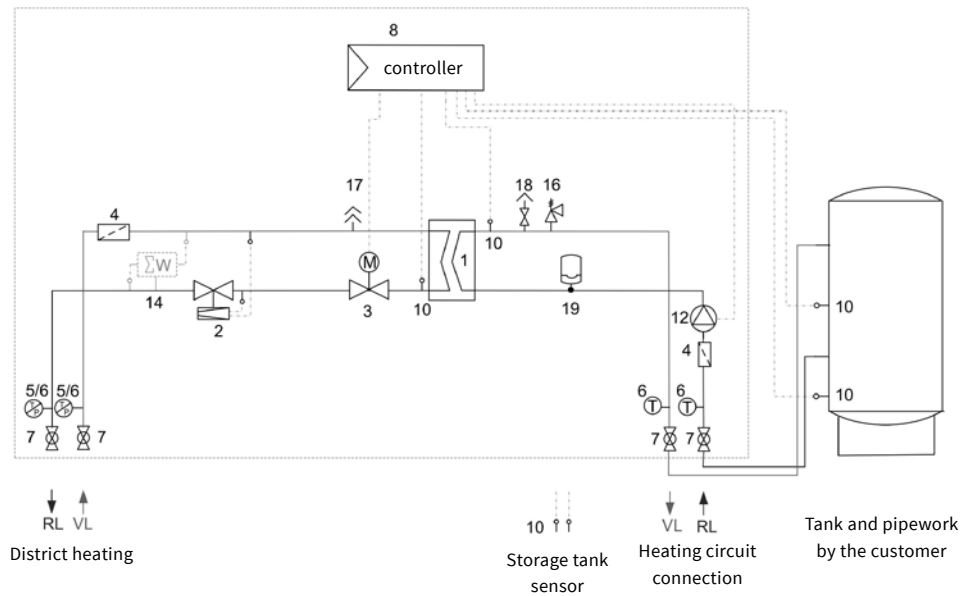 8
controller
17
18 16
4
10
1
ΣW
M
14
2
3
10
19
12
10
4
5/6 5/6
T
P
T
P
6
T
6
T
10
7
7
7
7
RL VL
10
VL RL
District heating
Storage tank
sensor
Heating circuit
connection
Tank and pipework
by the customer